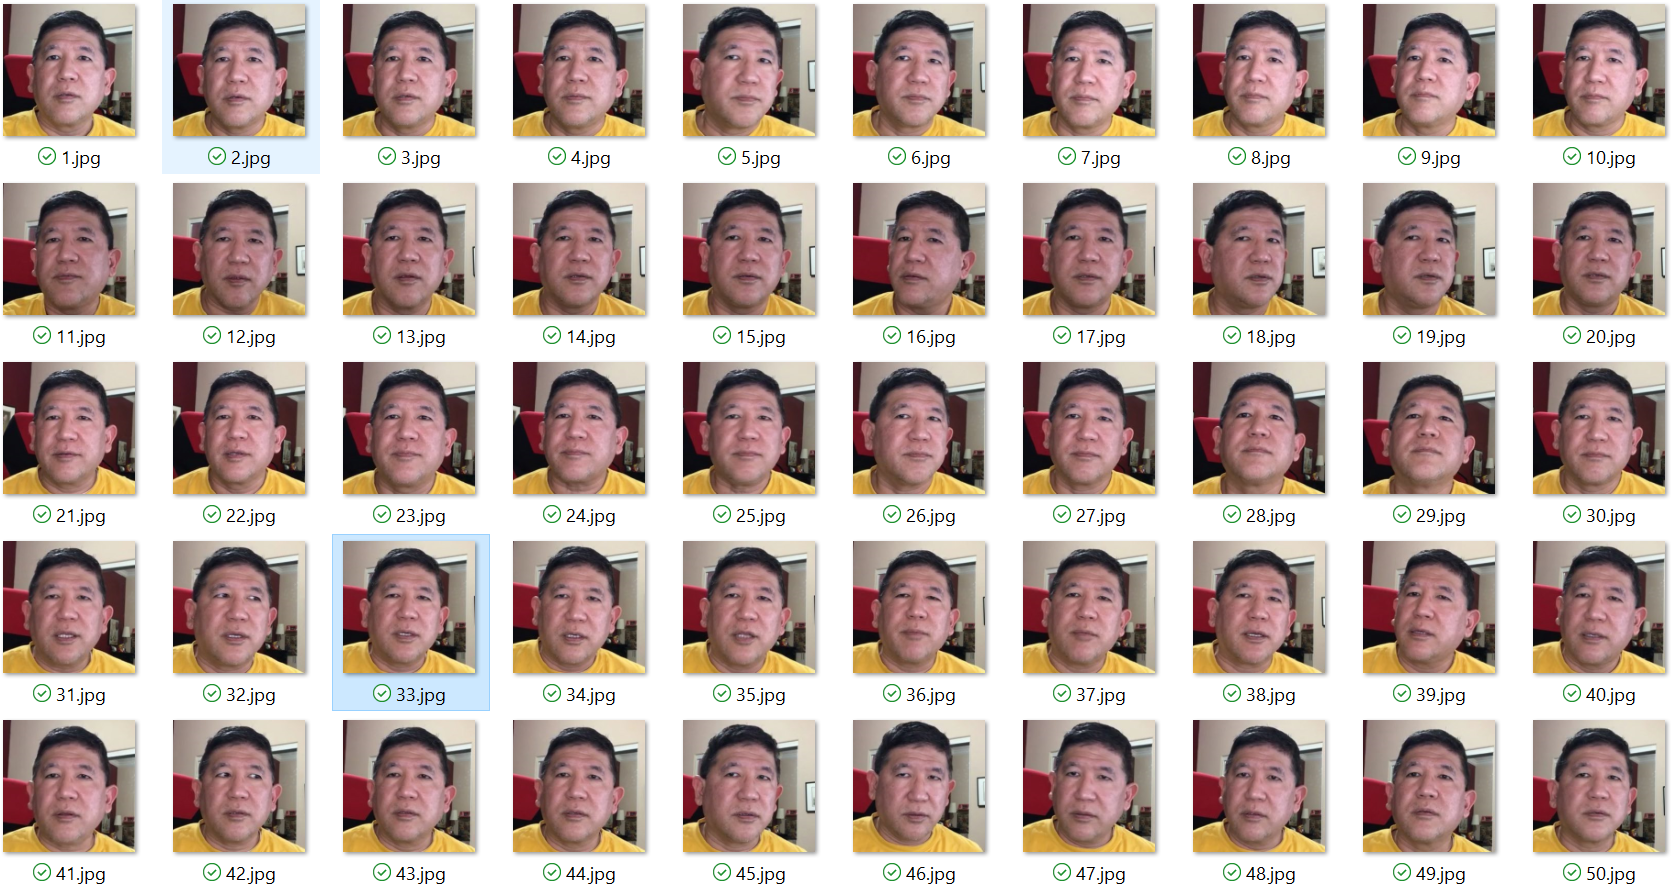 1.jpg 2.jpg 3.jpg 4.jpg 5.jpg 6.jpg 7.jpg 8.jpg 9.jpg 10.jpg
11.jpg 12.jpg 13.jpg 14.jpg 15.jpg 16.jpg 17.jpg 18.jpg 19.jpg 20.jpg
21.jpg 22.jpg 23.jpg 24.jpg 25.jpg 26.jpg 27.jpg 28.jpg 29.jpg 30.jpg
31.jpg 32.jpg 33.jpg 34.jpg 35.jpg 36.jpg 37.jpg 38.jpg 39.jpg 40.jpg
41.jpg 42.jpg 43.jpg 44.jpg 45.jpg 46.jpg 47.jpg 48.jpg 49.jpg 50.jpg